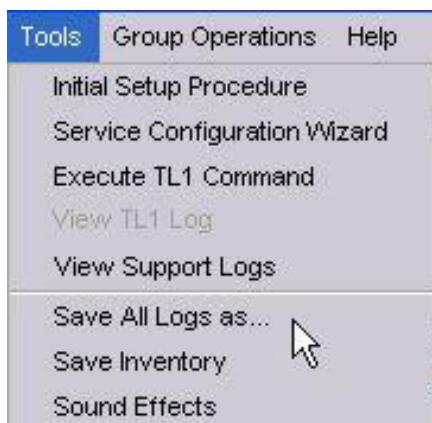 Tools Group Operations Help
Initial Setup Procedure
Service Configuration Wizard
Execute TL1 Command
View TL1 Log
View Support Logs
Save All Logs as...
Save Inventory
Sound Effects